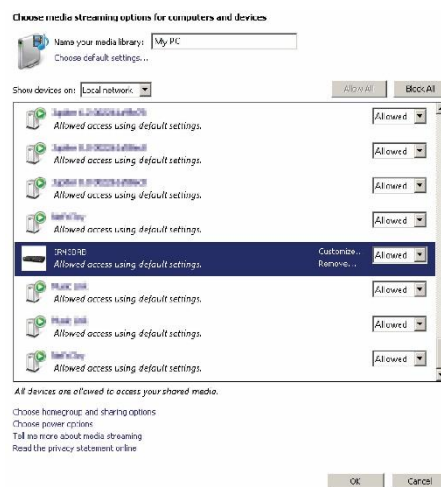 Choose media streaming options for computers and devices
Name your media library: My PC
Choose default settings...
Show devices on: Local network
Allow All Block All
Allowed
Allowed access using default settings.
Allowed
Allowed access using default settings.
Allowed
Allowed access using default settings.
Allowed
Allowed access using default settings.
Customize...
Allowed
Allowed access using default settings.
Remove...
Allowed
Allowed access using default settings.
Allowed
Allowed access using default settings.
Allowed
Allowed access using default settings.
All devices are allowed to access your shared media.
Choose homegroup and sharing options
Choose power options
Tell me more about media streaming
Read the privacy statement online
OK Cancel